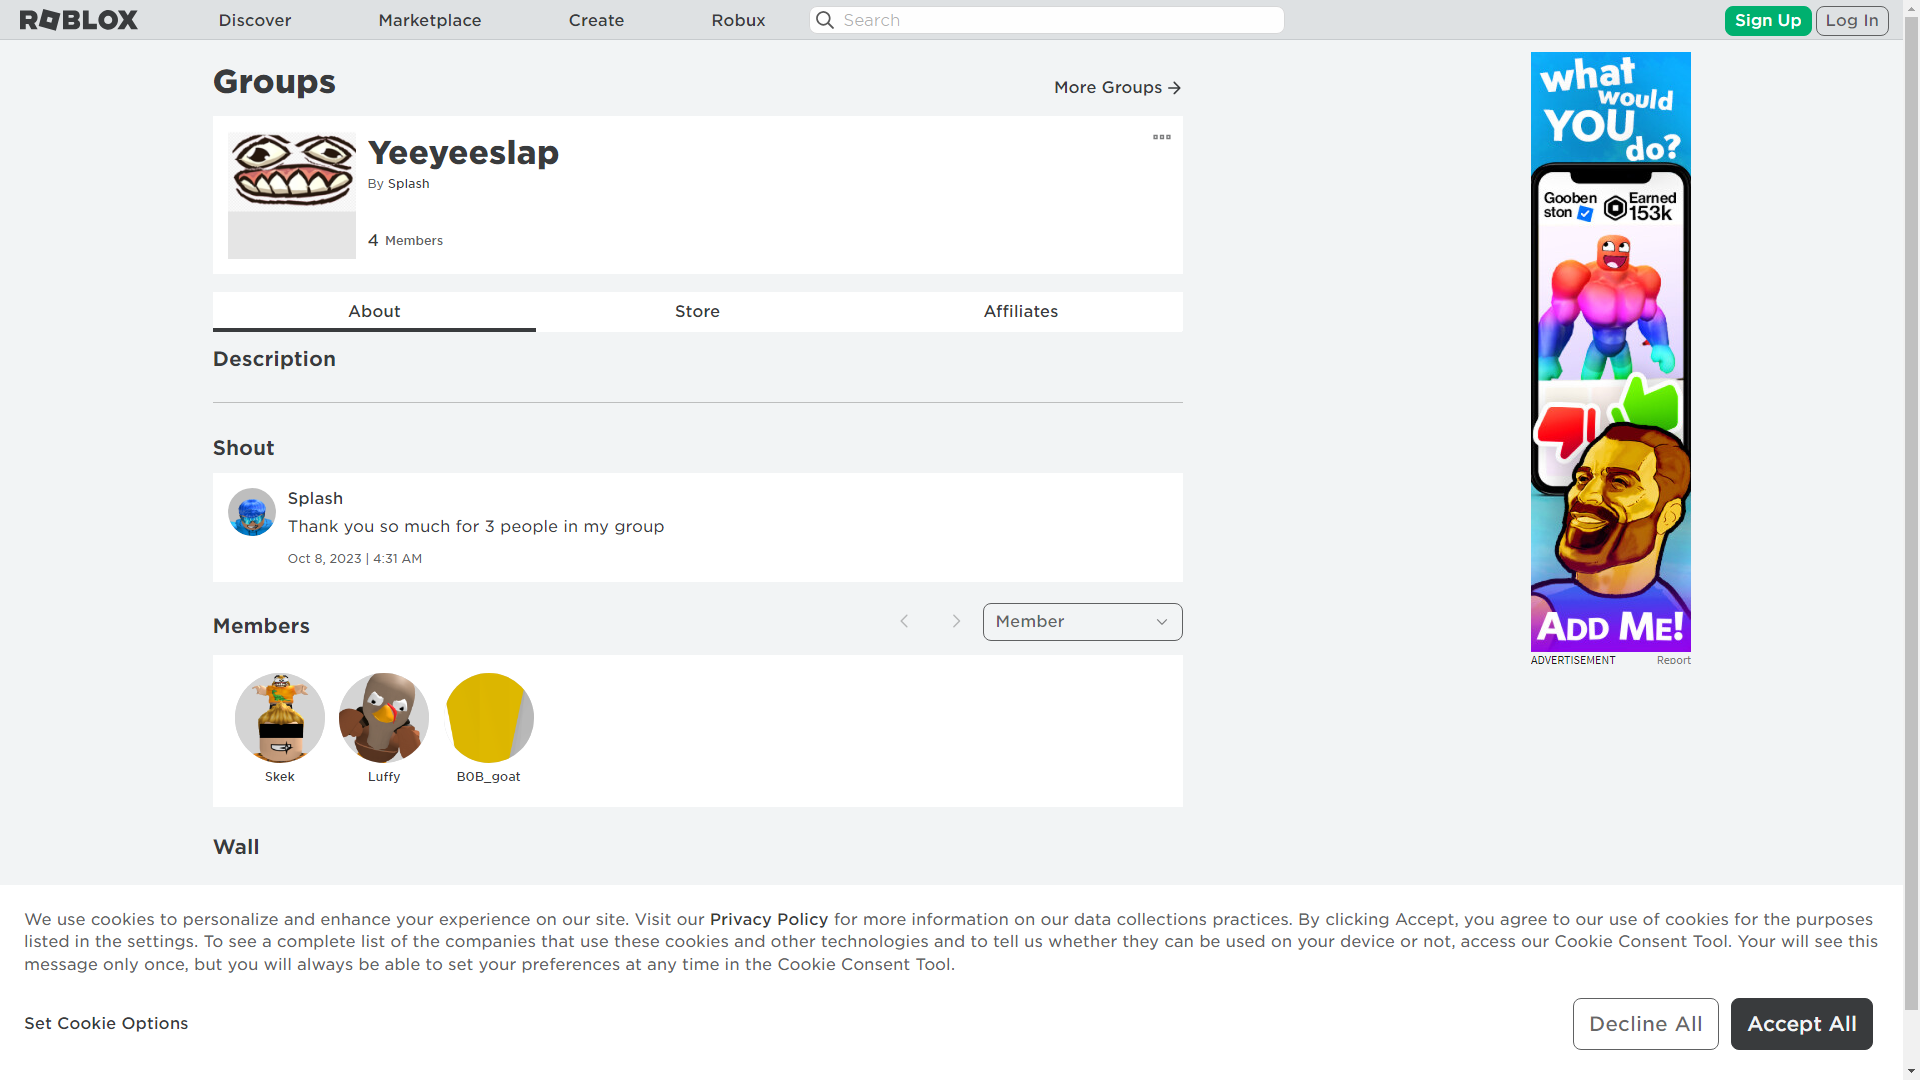 ROBLOX
Discover
Marketplace
Create
Robux
Search
Sign Up
Log In
Groups
More Groups
Yeeyeeslap
By Splash
4 Members
About
Store
Affiliates
Description
Shout
Splash
Thank you so much for 3 people in my group
Oct 8, 2023 | 4:31 AM
Members
Member
Skek
Luffy
B0B_goat
Wall
what
would
YOU
do?
Gooben
ston
Earned
153k
ADD ME!
ADVERTISEMENT
Report
We use cookies to personalize and enhance your experience on our site. Visit our Privacy Policy for more information on our data collections practices. By clicking Accept, you agree to our use of cookies for the purposes
listed in the settings. To see a complete list of the companies that use these cookies and other technologies and to tell us whether they can be used on your device or not, access our Cookie Consent Tool. Your will see this
message only once, but you will always be able to set your preferences at any time in the Cookie Consent Tool.
Set Cookie Options
Decline All
Accept All